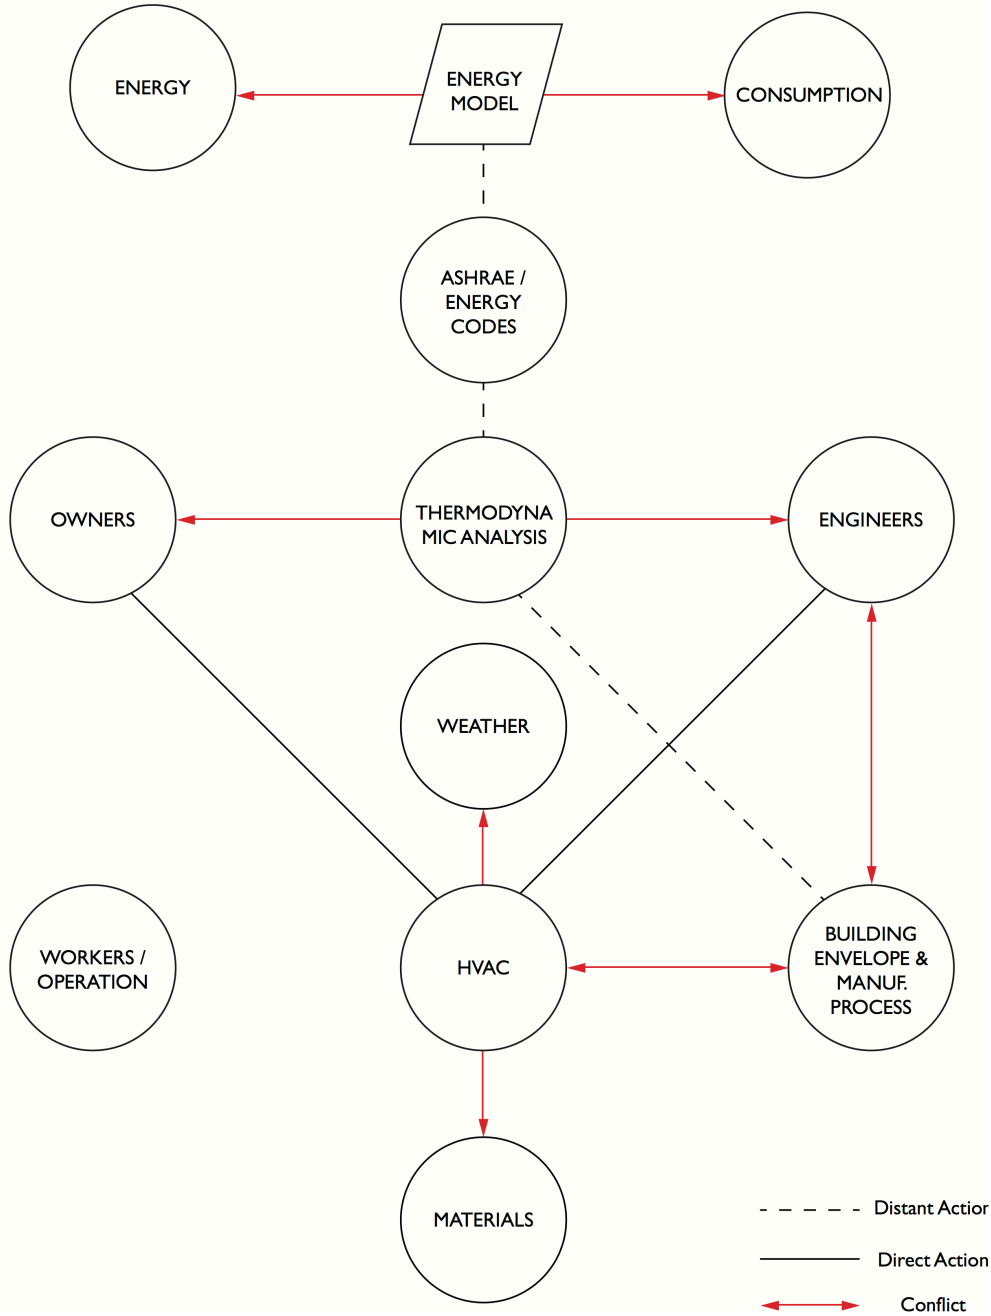 ENERGY
ENERGY
MODEL
CONSUMPTION
ASHRAE /
ENERGY
CODES
OWNERS
THERMODYNA
MIC ANALYSIS
ENGINEERS
WEATHER
WORKERS /
OPERATION
HVAC
BUILDING
ENVELOPE &
MANUF.
PROCESS
MATERIALS
Distant Action
Direct Action
Conflict